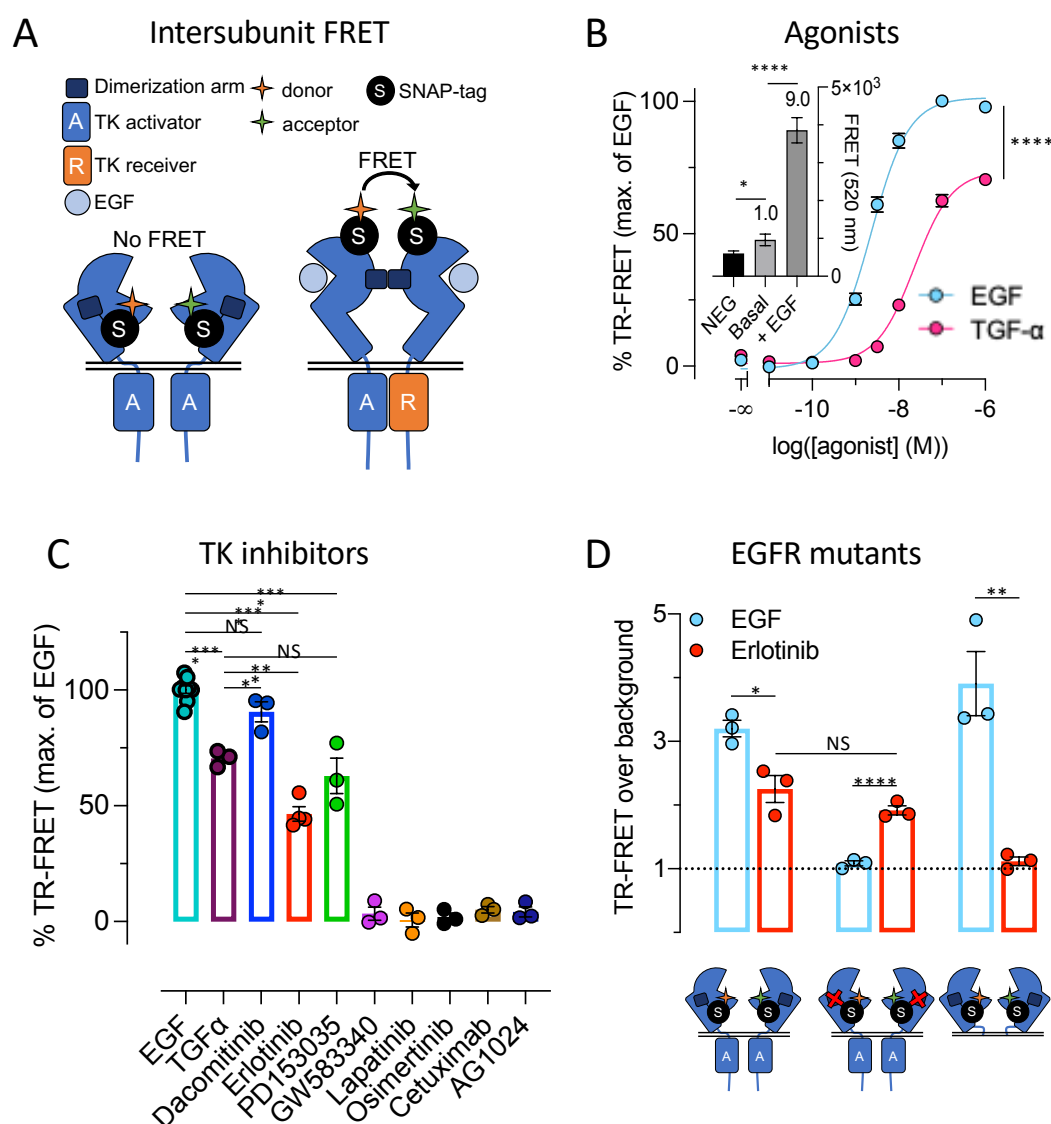 A
Intersubunit FRET
Dimerization arm
donor
S
SNAP-tag
A
TK activator
acceptor
R
TK receiver
EGF
No FRET
FRET
S
S
S
S
A
A
A
R
B
Agonists
% TR-FRET (max. of EGF)
100
50
0
-∞
-10
-8
-6
log([agonist] (M))
****
****
*
1.0
9.0
5×10³
0
FRET (520 nm)
NEG
Basal
+ EGF
EGF
TGF-α
C
TK inhibitors
% TR-FRET (max. of EGF)
100
50
0
***
*
***
*
NS
***
*
NS
**
**
EGF
TGFα
Dacomitinib
Erlotinib
PD153035
GW583340
Lapatinib
Osimertinib
Cetuximab
AG1024
D
EGFR mutants
TR-FRET over background
5
3
1
EGF
Erlotinib
*
NS
****
**
S
S
S
S
S
S
A
A
A
A